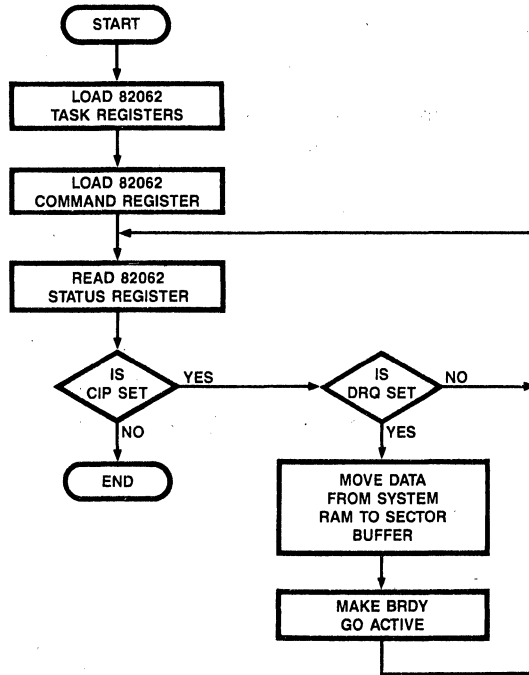 START
LOAD 82062
TASK REGISTERS
LOAD 82062
COMMAND REGISTER
READ 82062
STATUS REGISTER
IS
CIP SET
YES
NO
END
IS
DRQ SET
NO
YES
MOVE DATA
FROM SYSTEM
RAM TO SECTOR
BUFFER
MAKE BRDY
GO ACTIVE